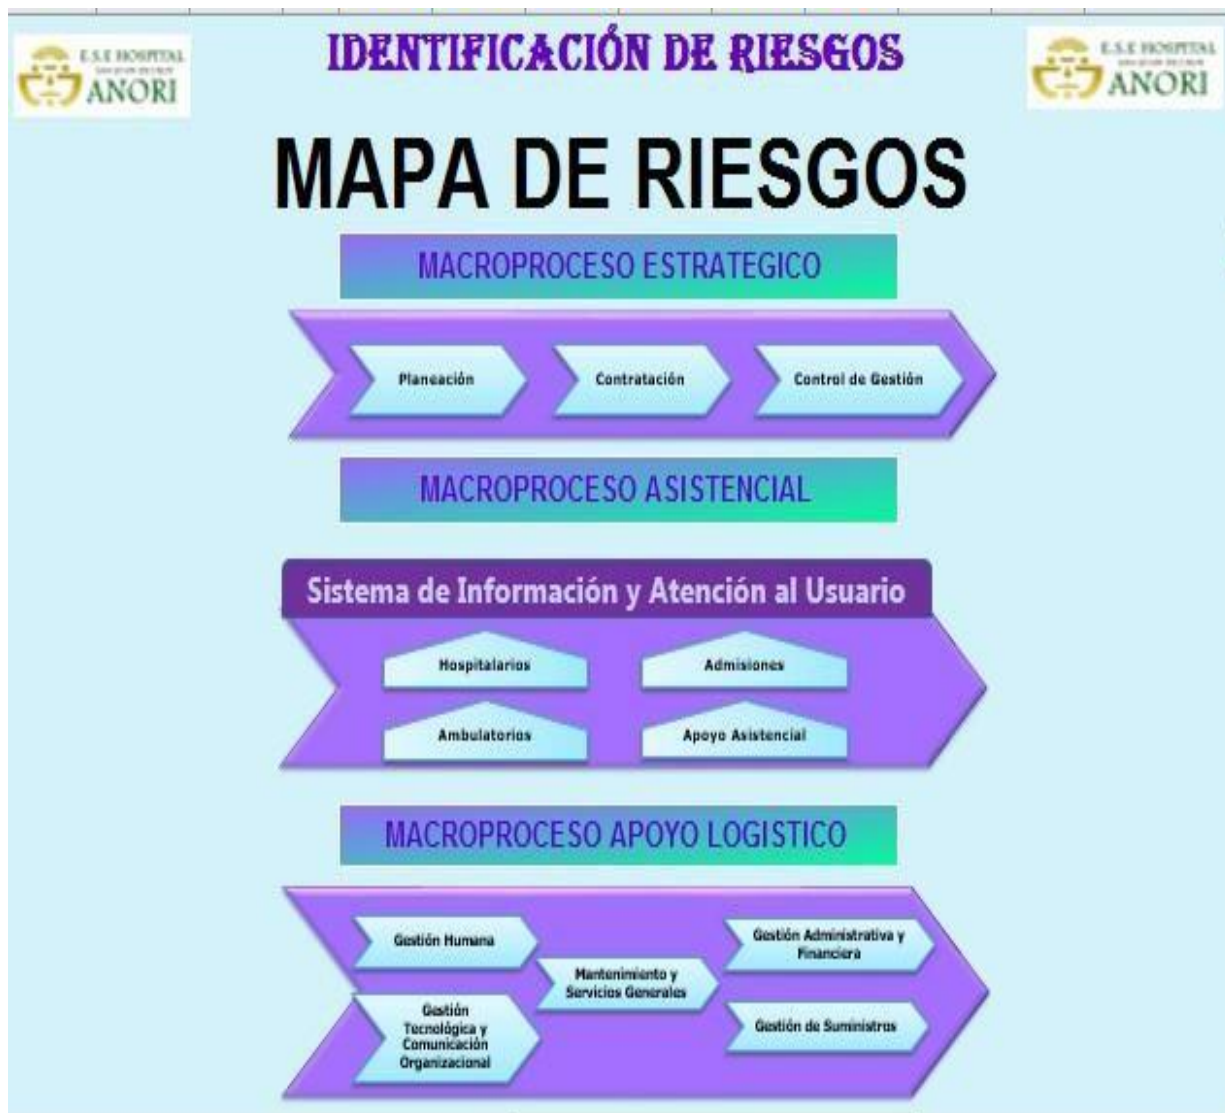 E.S.E HOSPITAL
ANORI
IDENTIFICACIÓN DE RIESGOS
E.S.E HOSPITAL
ANORI
MAPA DE RIESGOS
MACROPROCESO ESTRATEGICO
Planeación
Contratación
Control de Gestión
MACROPROCESO ASISTENCIAL
Sistema de Información y Atención al Usuario
Hospitalarios
Admisiones
Ambulatorios
Apoyo Asistencial
MACROPROCESO APOYO LOGISTICO
Gestión Humana
Gestión
Tecnológica y
Comunicación
Organizacional
Mantenimiento y
Servicios Generales
Gestión Administrativa y
Financiera
Gestión de Suministros